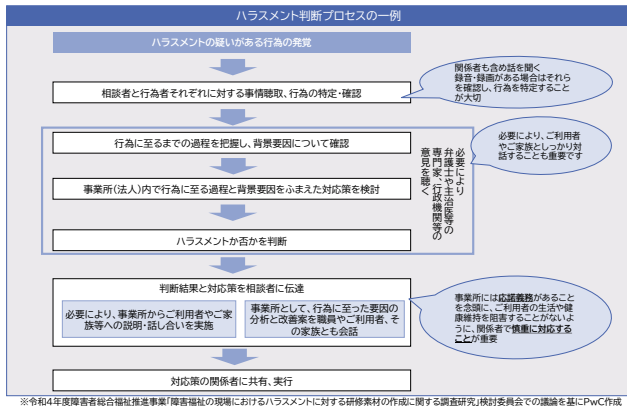 ハラスメント判断プロセスの一例
ハラスメントの疑いがある行為の発覚
関係者も含め話を聞く
録音・録画がある場合はそれら
を確認し、行為を特定すること
が大切
相談者と行為者それぞれに対する事情聴取、行為の特定・確認
行為に至るまでの過程を把握し、背景要因について確認
必要により、ご利用者
やご家族としっかり対
話することも重要です
必要により
弁護士や主治医等の
専門家、行政機関等の
意見を聴く
事業所(法人)内で行為に至る過程と背景要因をふまえた対応策を検討
ハラスメントか否かを判断
判断結果と対応策を相談者に伝達
必要により、事業所からご利用者やご家
族等への説明・話し合いを実施
事業所として、行為に至った要因の
分析と改善案を職員やご利用者、そ
の家族とも会話
事業所には応諾義務があること
を念頭に、ご利用者の生活や健
康維持を阻害することがないよ
うに、関係者で慎重に対応する
ことが重要
対応策の関係者に共有、実行
※令和4年度障害者総合福祉推進事業「障害福祉の現場におけるハラスメントに対する研修素材の作成に関する調査研究」検討委員会での議論を基にPwC作成